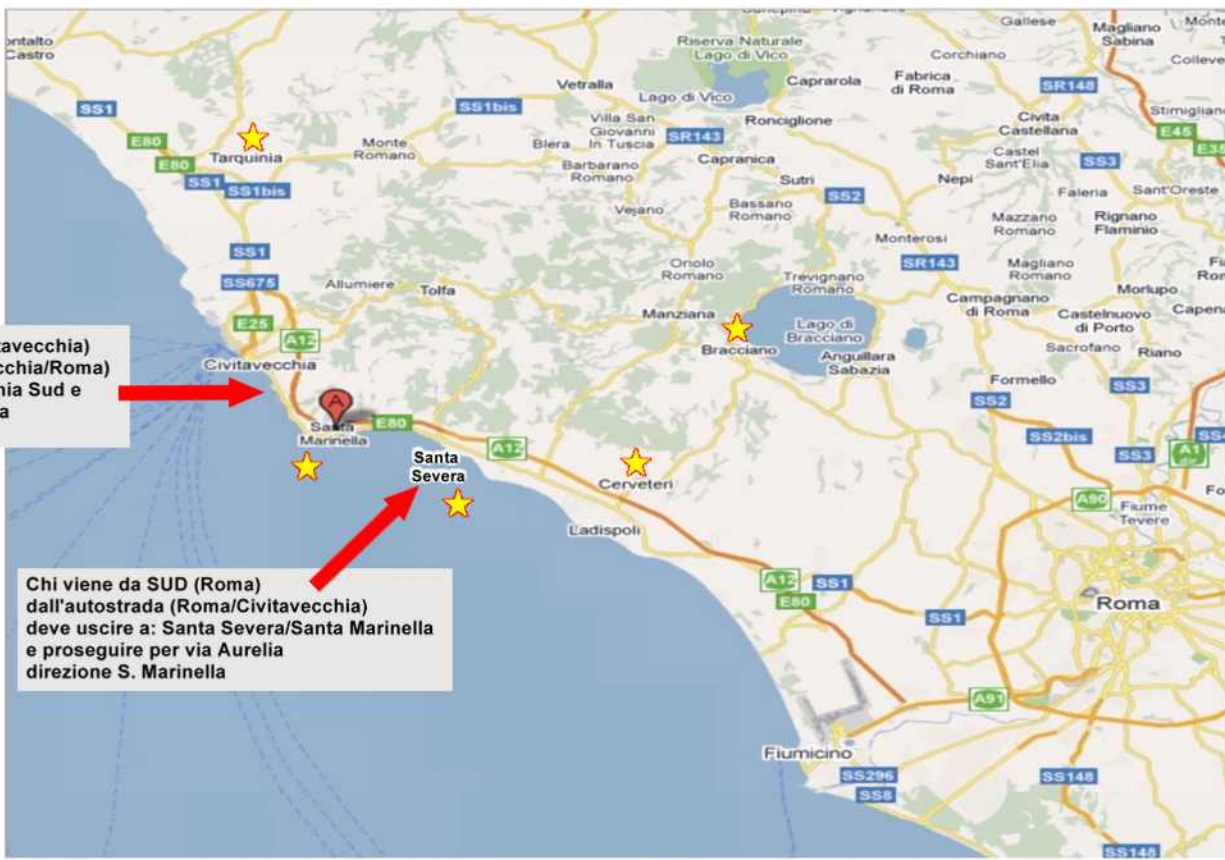 ontalto
Castro
Gallese
Magliano
Sabina
Riserva Naturale
Lago di Vico
Corchiano
Vetralla
Caprarola
Fabrica
di Roma
SS1
SS1bis
Lago di Vico
SR148
Stimigliano
Villa San
Giovanni
In Tuscia
Ronciglione
Civita
Castellana
E45
E80
Tarquinia
Monte
Romano
Blera
SR143
Castel
Sant'Elia
SS3
E35
E80
Barbarano
Romano
Capranica
Sutri
Nepi
SS1
SS1bis
Vejano
Bassano
Romano
SS2
Faleria
Sant'Oreste
Mazzano
Romano
Rignano
Flaminio
SS1
Monterosi
SS675
Allumiere
Tolfa
Oriolo
Romano
Trevignano
Romano
SR143
Magliano
Romano
Morlupo
E25
A12
Manziana
Campagnano
di Roma
Castelnuovo
di Porto
Civitavecchia
Bracciano
Lago di
Bracciano
Anguillara
Sabazia
Sacrofano
Riano
Formello
SS3
SS2
tavecchia)
cchia/Roma)
nia Sud e
a
A
Santa
Marinella
E80
A12
SS2bis
SS3
A1
Santa
Severa
Cerveteri
A90
Fiume
Tevere
Ladispoli
Chi viene da SUD (Roma)
dall'autostrada (Roma/Civitavecchia)
deve uscire a: Santa Severa/Santa Marinella
e proseguire per via Aurelia
direzione S. Marinella
A12
SS1
E80
Roma
SS1
A91
Fiumicino
SS296
SS8
SS148
SS148